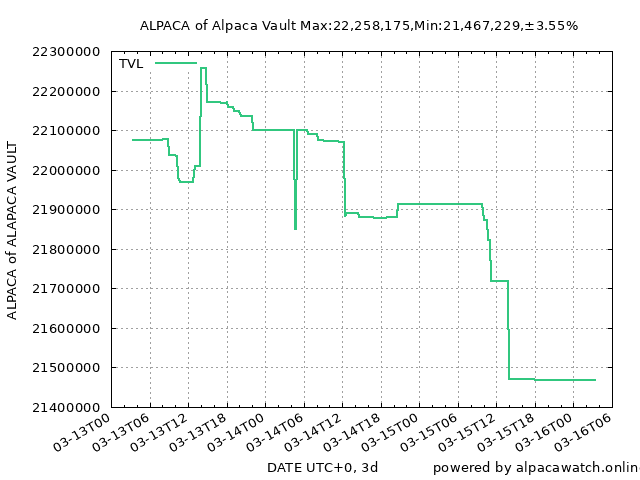 ALPACA of Alpaca Vault Max:22,258,175,Min:21,467,229,±3.55%
TVL
22300000
22200000
22100000
22000000
21900000
21800000
21700000
21600000
21500000
21400000
ALPACA of ALAPACA VAULT
03-13T00
03-13T06
03-13T12
03-13T18
03-14T00
03-14T06
03-14T12
03-14T18
03-15T00
03-15T06
03-15T12
03-15T18
03-16T00
03-16T06
DATE UTC+0, 3d
powered by alpacawatch.onlin